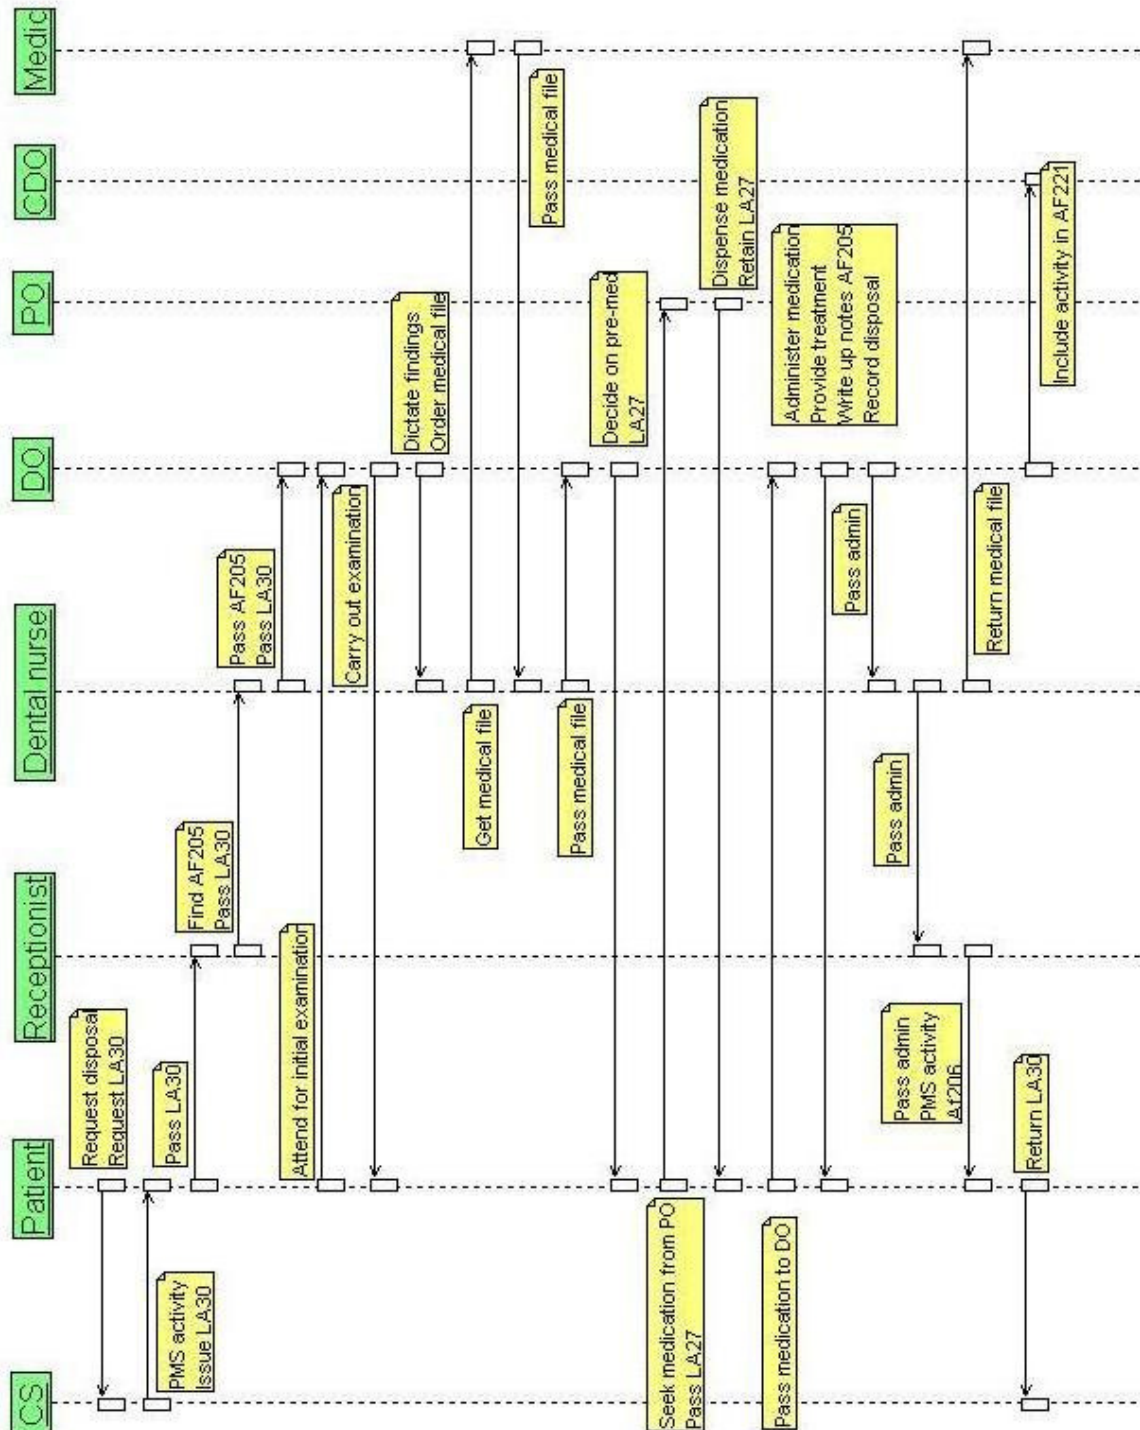 CS
Patient
Receptionist
Dental nurse
DO
PO
CDO
Medic
Request disposal
Request LA30
PMS activity
Issue LA30
Pass LA30
Find AF205
Pass LA30
Pass AF205
Pass LA30
Attend for initial examination
Carry out examination
Dictate findings
Order medical file
Get medical file
Pass medical file
Pass medical file
Decide on pre-med
LA27
Seek medication from PO
Pass LA27
Dispense medication
Retain LA27
Pass medication to DO
Administer medication
Provide treatment
Write up notes AF205
Record disposal
Pass admin
Pass admin
Pass admin
PMS activity
Af206
Return medical file
Return LA30
Include activity in AF221